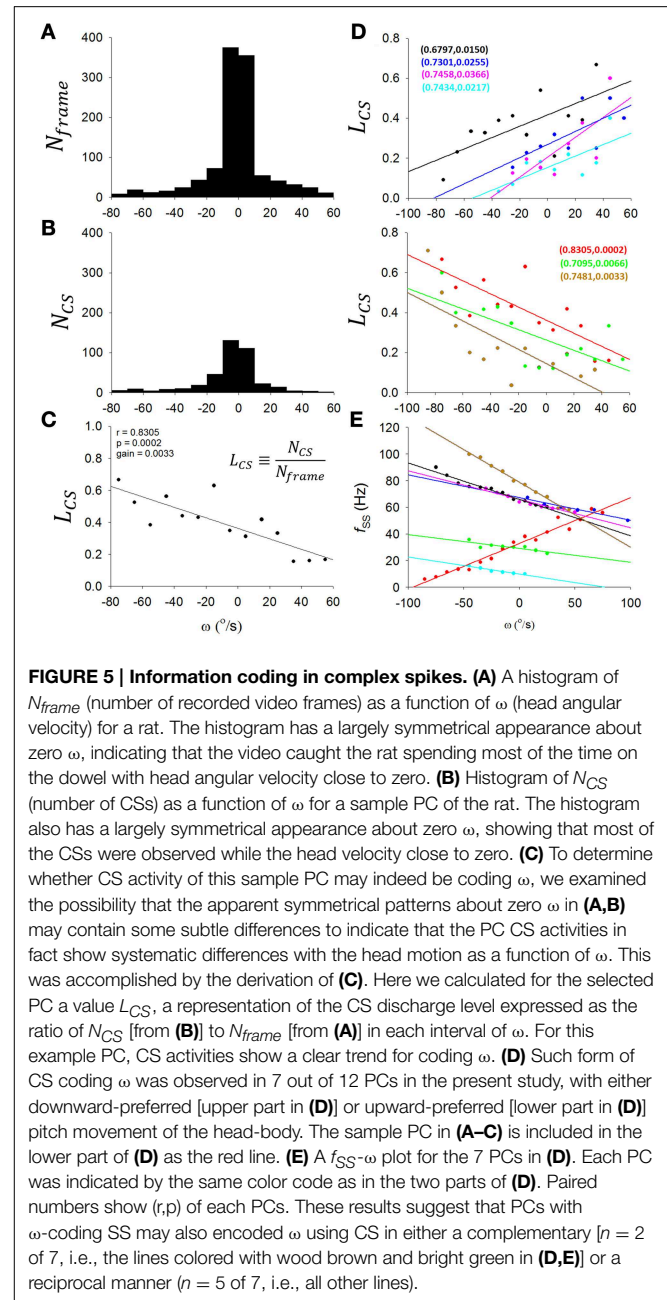 A
400
300
200
100
0
N_frame
-80 -60 -40 -20 0 20 40 60
B
400
300
200
100
0
N_CS
-80 -60 -40 -20 0 20 40 60
C
1.0
0.8
0.6
0.4
0.2
0.0
L_CS
r = 0.8305
p = 0.0002
gain = 0.0033
L_CS ≡ N_CS / N_frame
-80 -60 -40 -20 0 20 40 60
ω (°/s)
D
0.8
0.6
0.4
0.2
0.0
L_CS
(0.6797,0.0150)
(0.7301,0.0255)
(0.7458,0.0366)
(0.7434,0.0217)
-100 -80 -60 -40 -20 0 20 40 60
0.8
0.6
0.4
0.2
0.0
L_CS
(0.8305,0.0002)
(0.7095,0.0066)
(0.7481,0.0033)
-100 -80 -60 -40 -20 0 20 40 60
E
120
100
80
60
40
20
0
f_SS (Hz)
-100 -50 0 50 100
ω (°/s)
FIGURE 5 | Information coding in complex spikes. (A) A histogram of
N_frame (number of recorded video frames) as a function of ω (head angular
velocity) for a rat. The histogram has a largely symmetrical appearance about
zero ω, indicating that the video caught the rat spending most of the time on
the dowel with head angular velocity close to zero. (B) Histogram of N_CS
(number of CSs) as a function of ω for a sample PC of the rat. The histogram
also has a largely symmetrical appearance about zero ω, showing that most
of the CSs were observed while the head velocity close to zero. (C) To determine
whether CS activity of this sample PC may indeed be coding ω, we examined
the possibility that the apparent symmetrical patterns about zero ω in (A,B)
may contain some subtle differences to indicate that the PC CS activities in
fact show systematic differences with the head motion as a function of ω. This
was accomplished by the derivation of (C). Here we calculated for the selected
PC a value L_CS, a representation of the CS discharge level expressed as the
ratio of N_CS [from (B)] to N_frame [from (A)] in each interval of ω. For this
example PC, CS activities show a clear trend for coding ω. (D) Such form of
CS coding ω was observed in 7 out of 12 PCs in the present study, with either
downward-preferred [upper part in (D)] or upward-preferred [lower part in (D)]
pitch movement of the head-body. The sample PC in (A–C) is included in the
lower part of (D) as the red line. (E) A f_SS-ω plot for the 7 PCs in (D). Each PC
was indicated by the same color code as in the two parts of (D). Paired
numbers show (r,p) of each PCs. These results suggest that PCs with
ω-coding SS may also encoded ω using CS in either a complementary [n = 2
of 7, i.e., the lines colored with wood brown and bright green in (D,E)] or a
reciprocal manner (n = 5 of 7, i.e., all other lines).